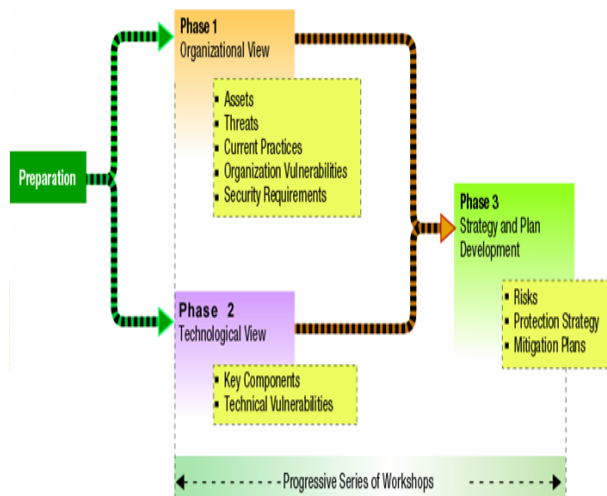 Preparation
Phase 1
Organizational View
▪ Assets
▪ Threats
▪ Current Practices
▪ Organization Vulnerabilities
▪ Security Requirements
Phase 2
Technological View
▪ Key Components
▪ Technical Vulnerabilities
Phase 3
Strategy and Plan
Development
▪ Risks
▪ Protection Strategy
▪ Mitigation Plans
Progressive Series of Workshops